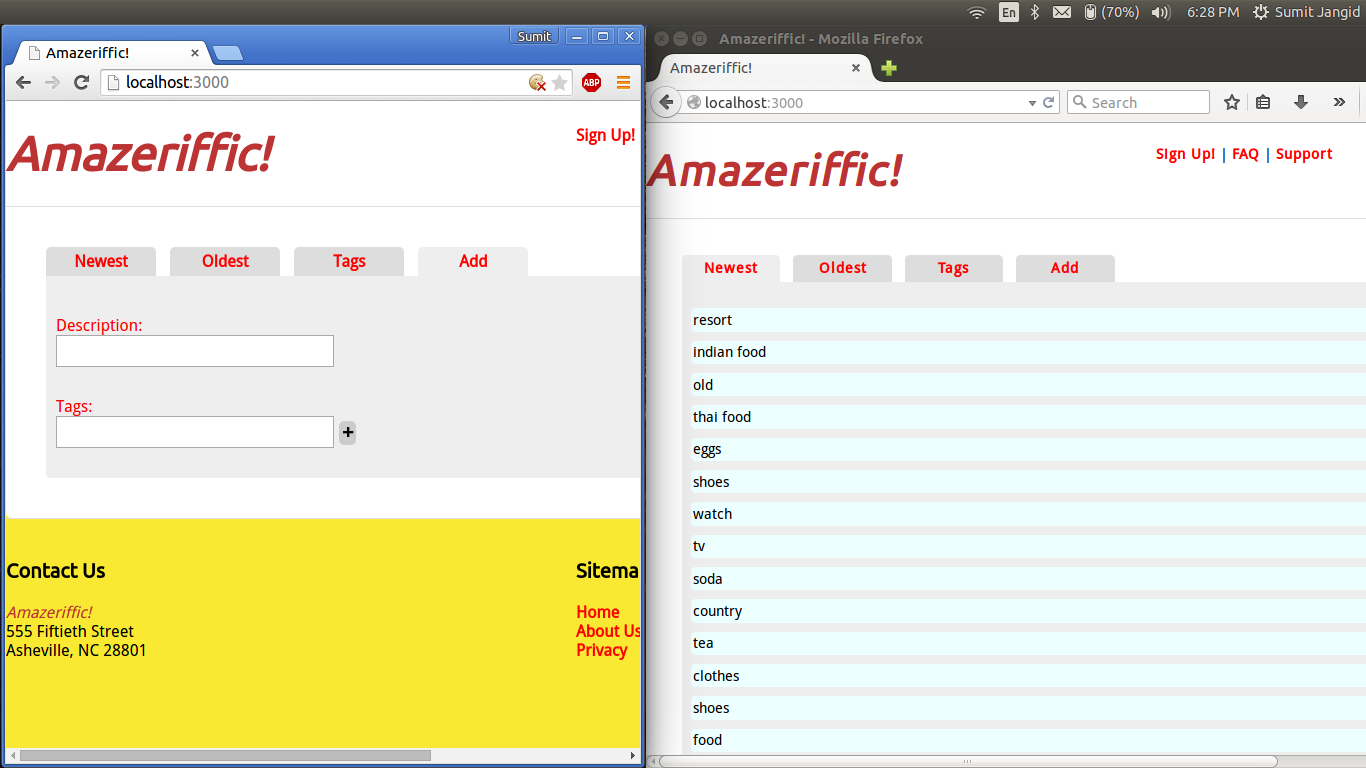 En (70%) 6:28 PM Sumit Jangid
Sumit
Amazeriffic!
localhost:3000
ABP
Amazeriffic!
Sign Up!
Newest Oldest Tags Add
Description:
Tags:
+
Contact Us
Amazeriffic!
555 Fiftieth Street
Asheville, NC 28801
Sitema
Home
About Us
Privacy
Amazeriffic! - Mozilla Firefox
Amazeriffic!
localhost:3000 Search
Amazeriffic!
Sign Up! | FAQ | Support
Newest Oldest Tags Add
resort
indian food
old
thai food
eggs
shoes
watch
tv
soda
country
tea
clothes
shoes
food